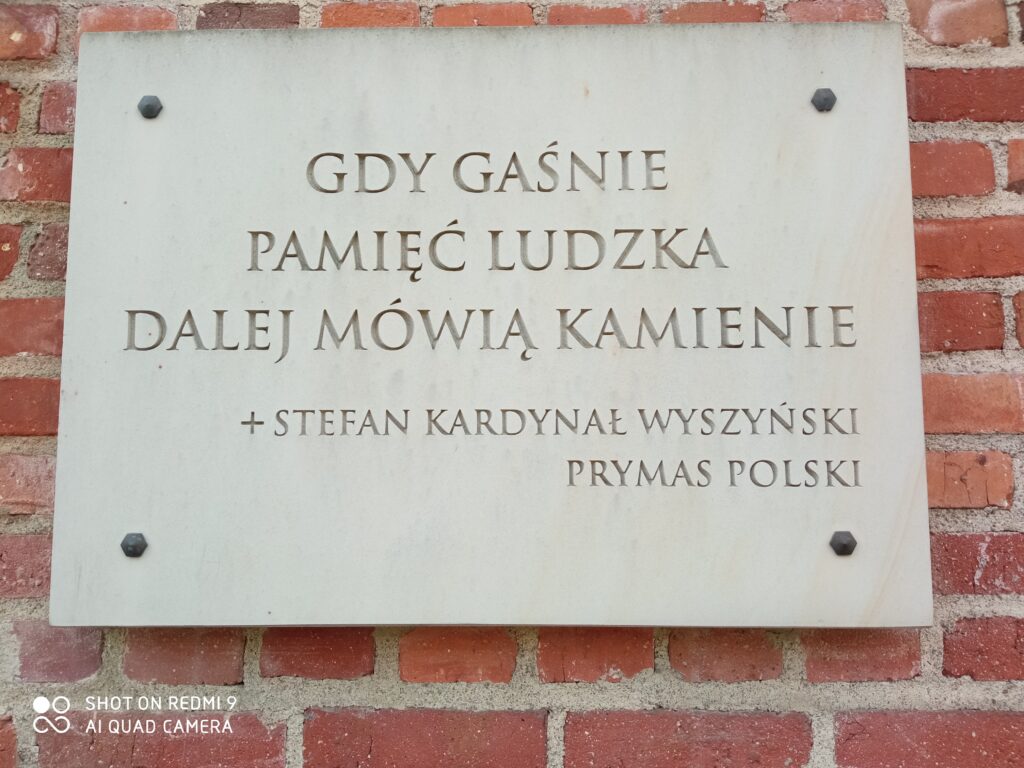 GDY GAŚNIE
PAMIĘĆ LUDZKA
DALEJ MÓWIĄ KAMIENIE
+ STEFAN KARDYNAŁ WYSZYŃSKI
PRYMAS POLSKI
SHOT ON REDMI 9
AI QUAD CAMERA